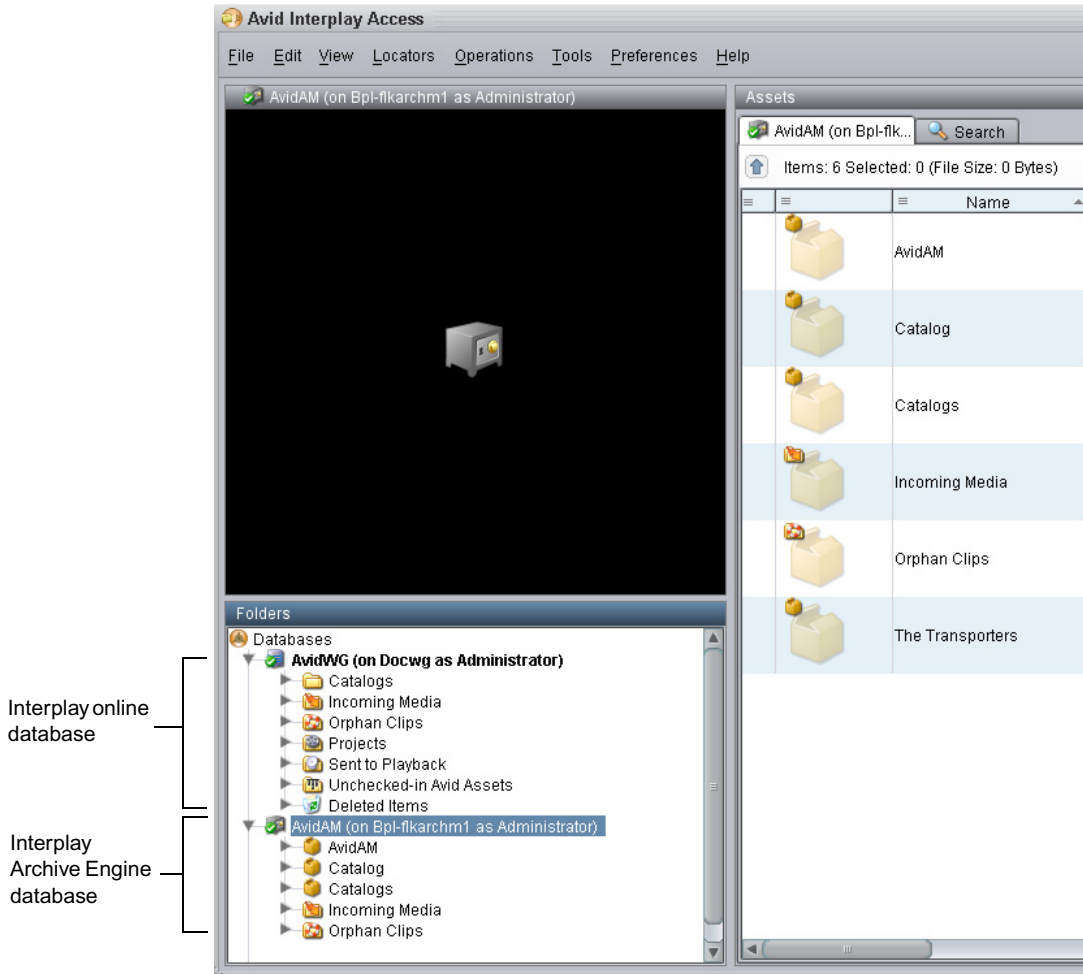 Avid Interplay Access
File Edit View Locators Operations Tools Preferences Help
AvidAM (on Bpl-flkarchm1 as Administrator)
Assets
AvidAM (on Bpl-flk... Search
Items: 6 Selected: 0 (File Size: 0 Bytes)
Name
AvidAM
Catalog
Catalogs
Incoming Media
Orphan Clips
The Transporters
Folders
Databases
AvidWG (on Docwg as Administrator)
Catalogs
Incoming Media
Orphan Clips
Projects
Sent to Playback
Unchecked-in Avid Assets
Deleted Items
AvidAM (on Bpl-flkarchm1 as Administrator)
AvidAM
Catalog
Catalogs
Incoming Media
Orphan Clips
Interplay online
database
Interplay
Archive Engine
database